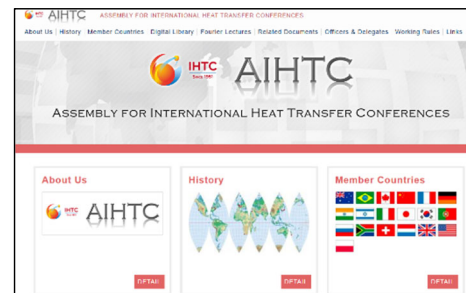 IHTC AIHTC ASSEMBLY FOR INTERNATIONAL HEAT TRANSFER CONFERENCES
About Us | History Member Countries Digital Library | Fourier Lectures | Related Documents | Officers & Delegates Working Rules | Links
IHTC AIHTC
Since 1951
ASSEMBLY FOR INTERNATIONAL HEAT TRANSFER CONFERENCES
About Us History Member Countries
IHTC AIHTC
DETAIL DETAIL DETAIL